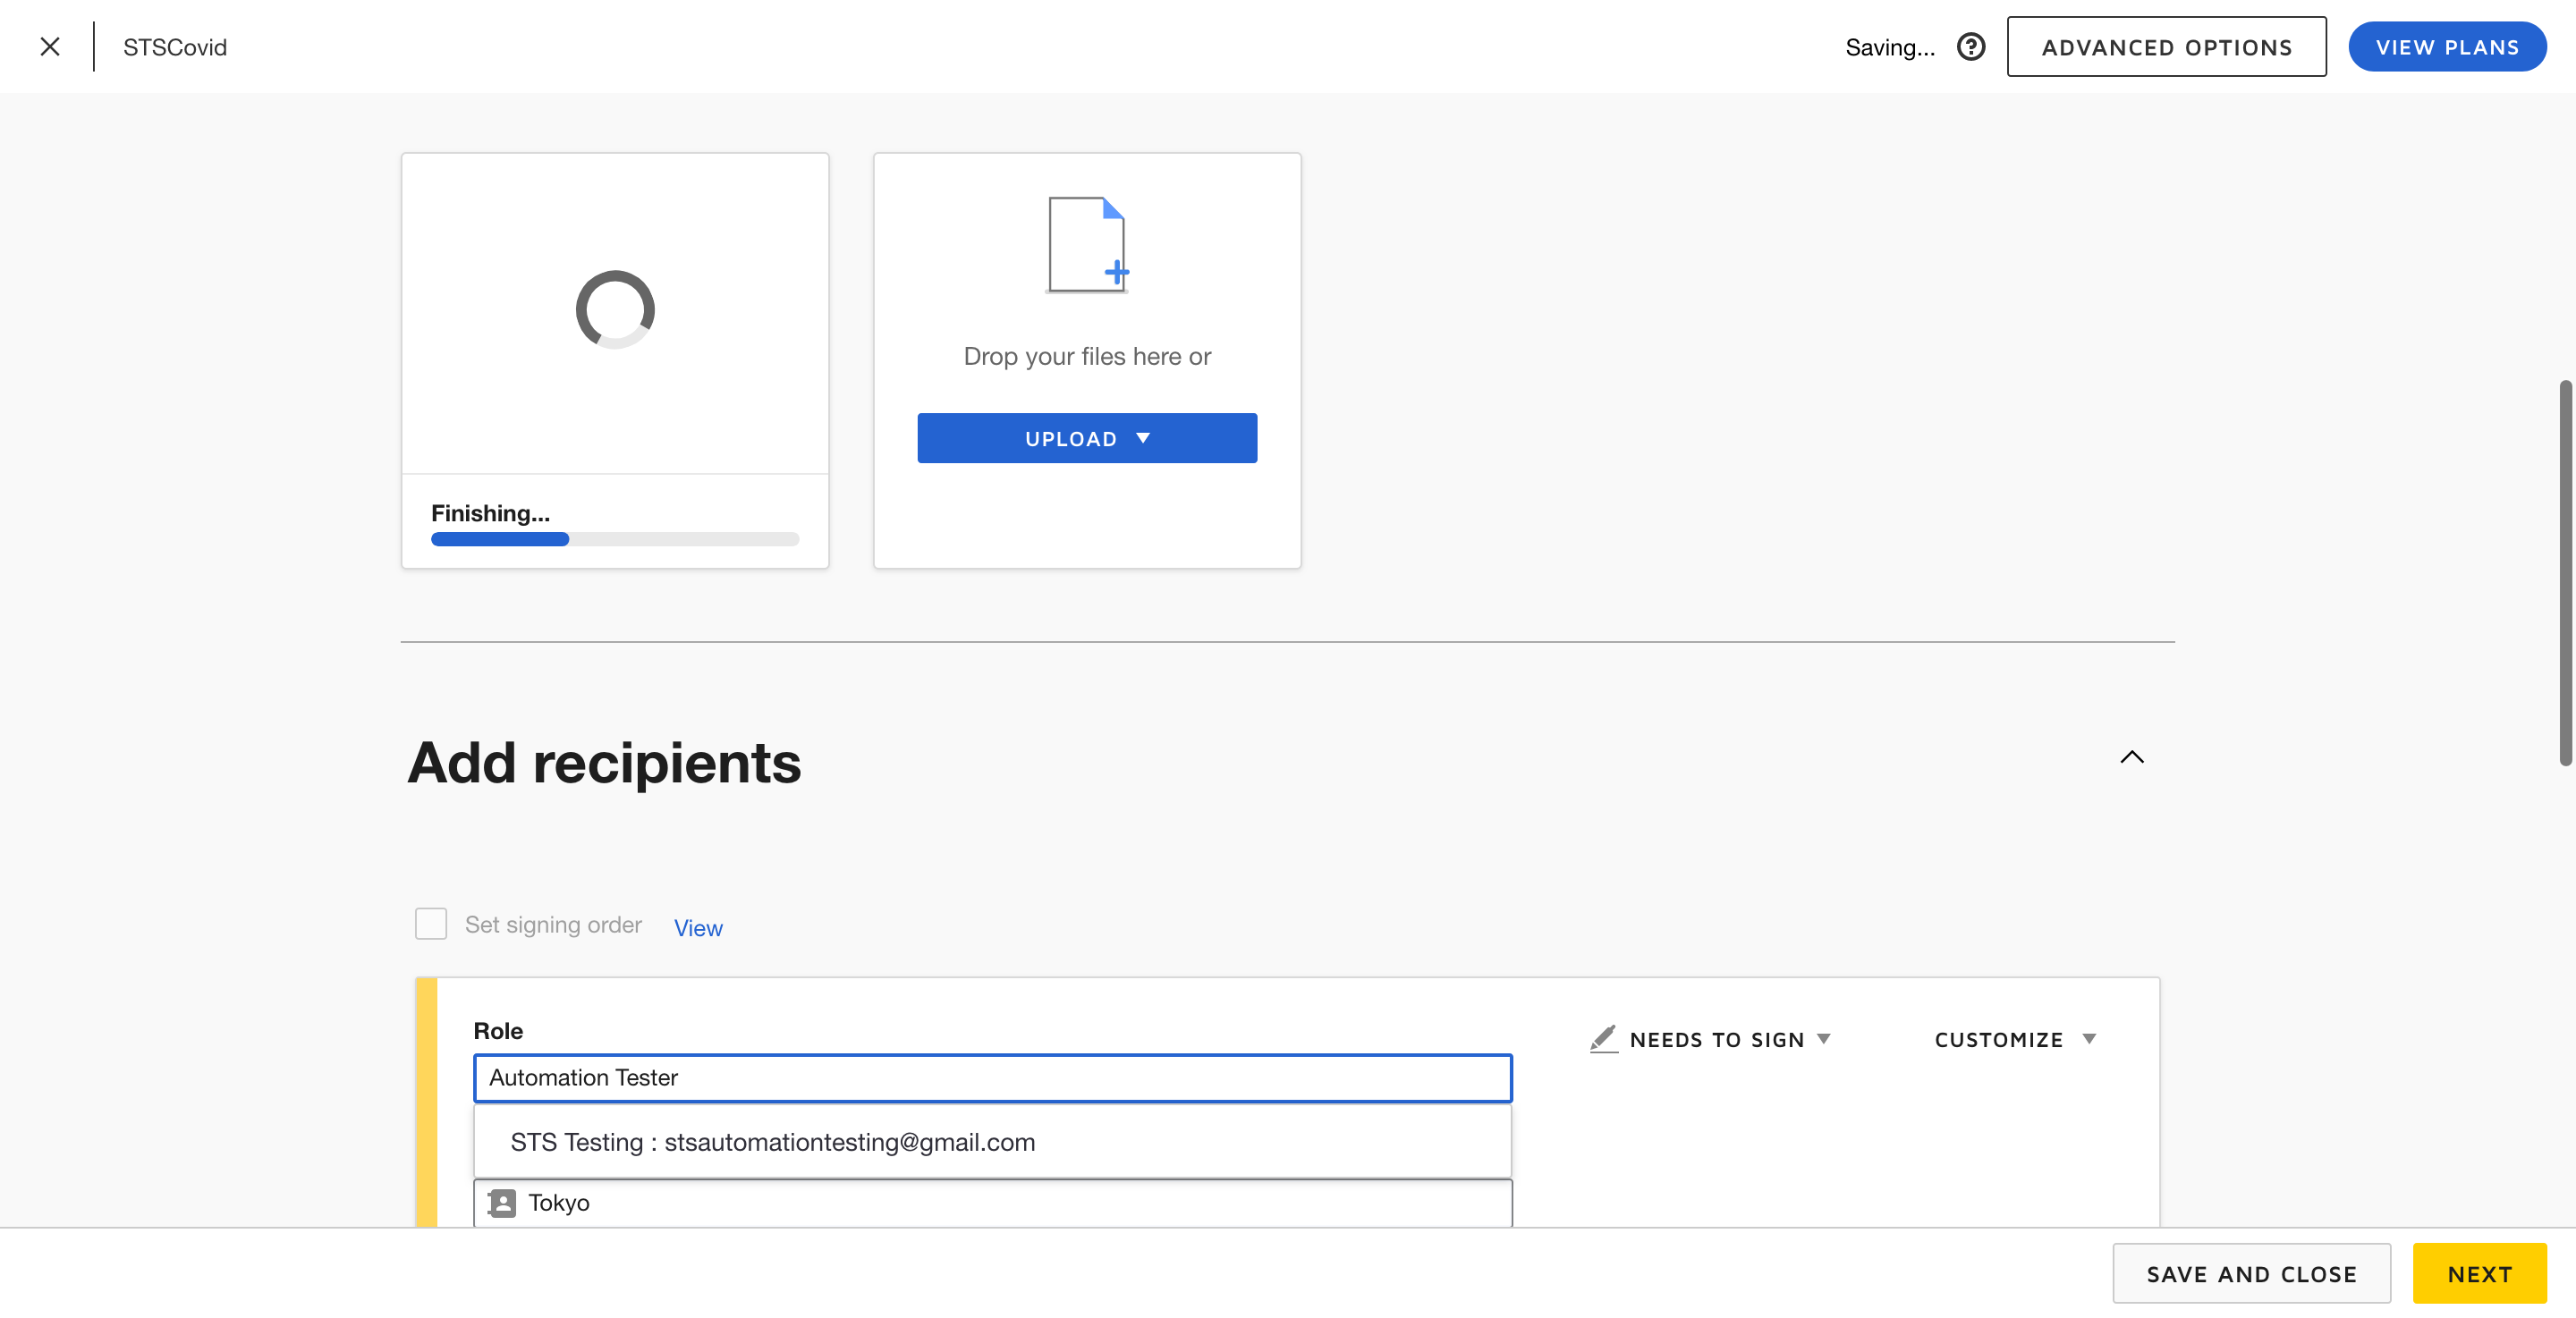 STSCovid
Saving...
ADVANCED OPTIONS
VIEW PLANS
Drop your files here or
UPLOAD
Finishing...
Add recipients
Set signing order
View
Role
NEEDS TO SIGN
CUSTOMIZE
Automation Tester
STS Testing : stsautomationtesting@gmail.com
Tokyo
SAVE AND CLOSE
NEXT